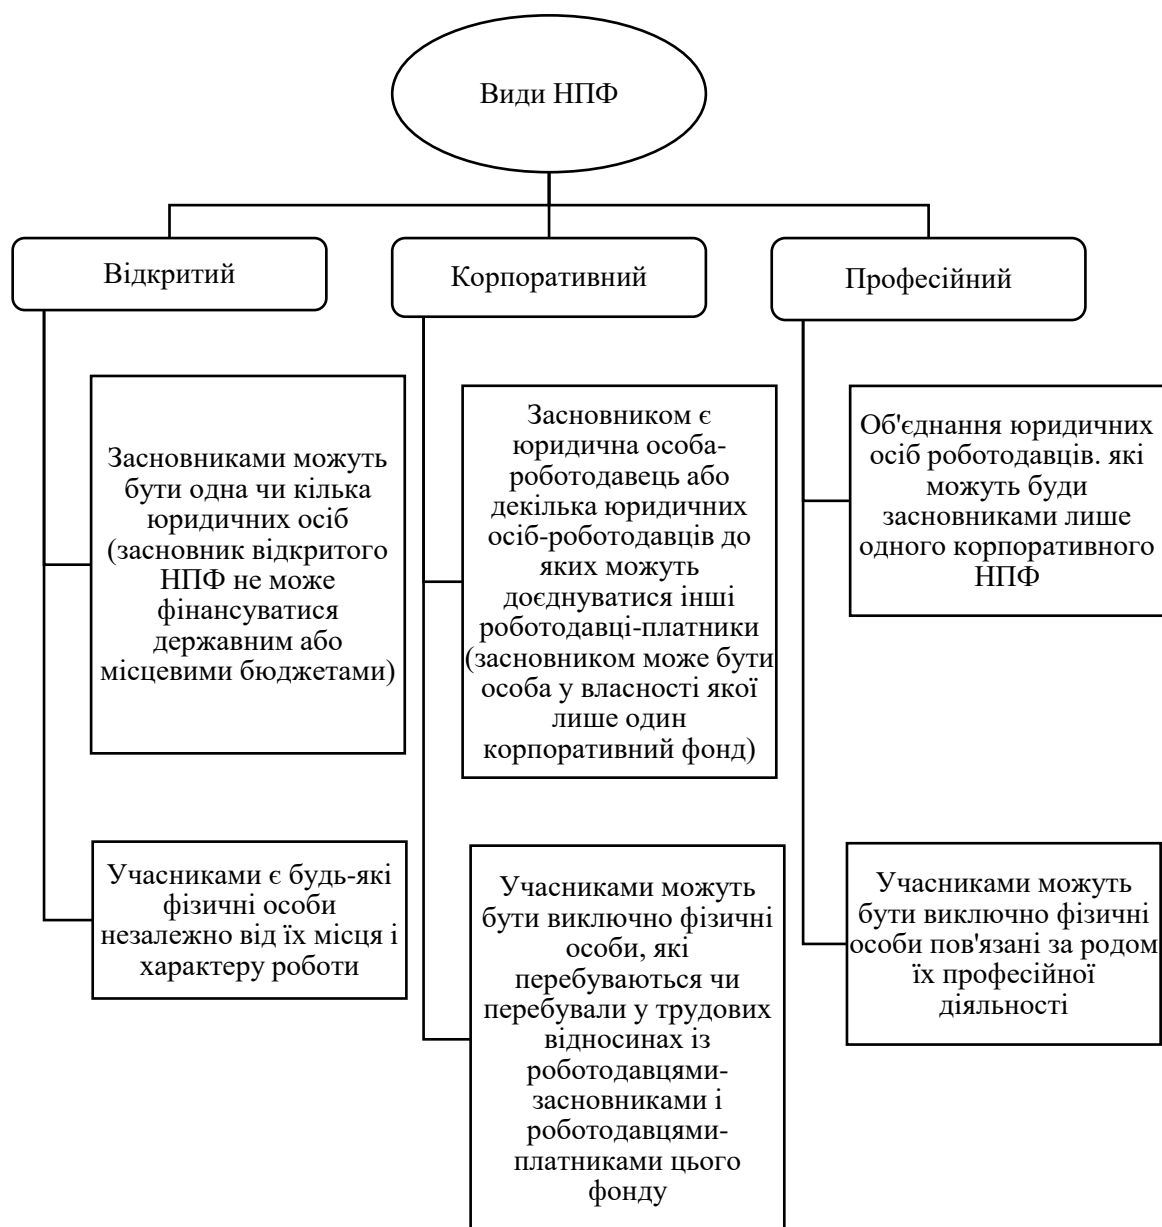 Види НПФ
Відкритий
Корпоративний
Професійний
Засновниками можуть
бути одна чи кілька
юридичних осіб
(засновник відкритого
НПФ не може
фінансуватися
державним або
місцевими бюджетами)
Засновником є
юридична особа-
роботодавець або
декілька юридичних
осіб-роботодавців до
яких можуть
доєднуватися інші
роботодавці-платники
(засновником може бути
особа у власності якої
лише один
корпоративний фонд)
Об'єднання юридичних
осіб роботодавців. які
можуть буди
засновниками лише
одного корпоративного
НПФ
Учасниками є будь-які
фізичні особи
незалежно від їх місця і
характеру роботи
Учасниками можуть
бути виключно фізичні
особи, які
перебуваються чи
перебували у трудових
відносинах із
роботодавцями-
засновниками і
роботодавцями-
платниками цього
фонду
Учасниками можуть
бути виключно фізичні
особи пов'язані за родом
їх професійної
діяльності